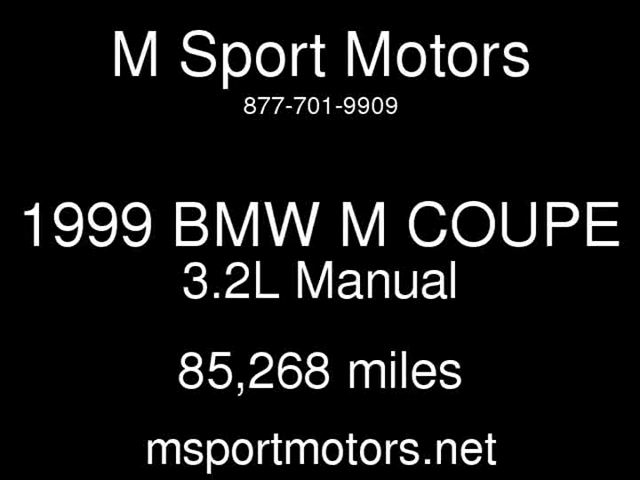 M Sport Motors
877-701-9909
1999 BMW M COUPE
3.2L Manual
85,268 miles
msportmotors.net